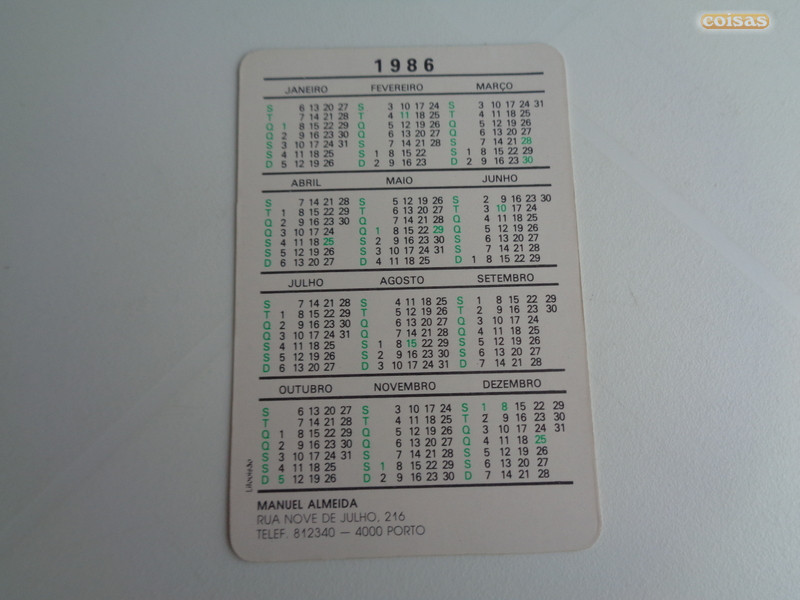 coisas
1986
JANEIRO FEVEREIRO MARÇO
S 6 13 20 27 S 3 10 17 24 S 3 10 17 24 31
T 7 14 21 28 T 4 11 18 25 T 4 11 18 25
Q 1 8 15 22 29 Q 5 12 19 26 Q 5 12 19 26
Q 2 9 16 23 30 Q 6 13 20 27 Q 6 13 20 27
S 3 10 17 24 31 S 7 14 21 28 S 7 14 21 28
S 4 11 18 25 S 1 8 15 22 S 1 8 15 22 29
D 5 12 19 26 D 2 9 16 23 D 2 9 16 23 30
ABRIL MAIO JUNHO
S 7 14 21 28 S 5 12 19 26 S 2 9 16 23 30
T 1 8 15 22 29 T 6 13 20 27 T 3 10 17 24
Q 2 9 16 23 30 Q 7 14 21 28 Q 4 11 18 25
Q 3 10 17 24 Q 1 8 15 22 29 Q 5 12 19 26
S 4 11 18 25 S 2 9 16 23 30 S 6 13 20 27
S 5 12 19 26 S 3 10 17 24 31 S 7 14 21 28
D 6 13 20 27 D 4 11 18 25 D 1 8 15 22 29
JULHO AGOSTO SETEMBRO
S 7 14 21 28 S 4 11 18 25 S 1 8 15 22 29
T 1 8 15 22 29 T 5 12 19 26 T 2 9 16 23 30
Q 2 9 16 23 30 Q 6 13 20 27 Q 3 10 17 24
Q 3 10 17 24 31 Q 7 14 21 28 Q 4 11 18 25
S 4 11 18 25 S 1 8 15 22 29 S 5 12 19 26
S 5 12 19 26 S 2 9 16 23 30 S 6 13 20 27
D 6 13 20 27 D 3 10 17 24 31 D 7 14 21 28
OUTUBRO NOVEMBRO DEZEMBRO
S 6 13 20 27 S 3 10 17 24 S 1 8 15 22 29
T 7 14 21 28 T 4 11 18 25 T 2 9 16 23 30
Q 1 8 15 22 29 Q 5 12 19 26 Q 3 10 17 24 31
Q 2 9 16 23 30 Q 6 13 20 27 Q 4 11 18 25
S 3 10 17 24 31 S 7 14 21 28 S 5 12 19 26
S 4 11 18 25 S 1 8 15 22 29 S 6 13 20 27
D 5 12 19 26 D 2 9 16 23 30 D 7 14 21 28
MANUEL ALMEIDA
RUA NOVE DE JULHO, 216
TELEF. 812340 — 4000 PORTO